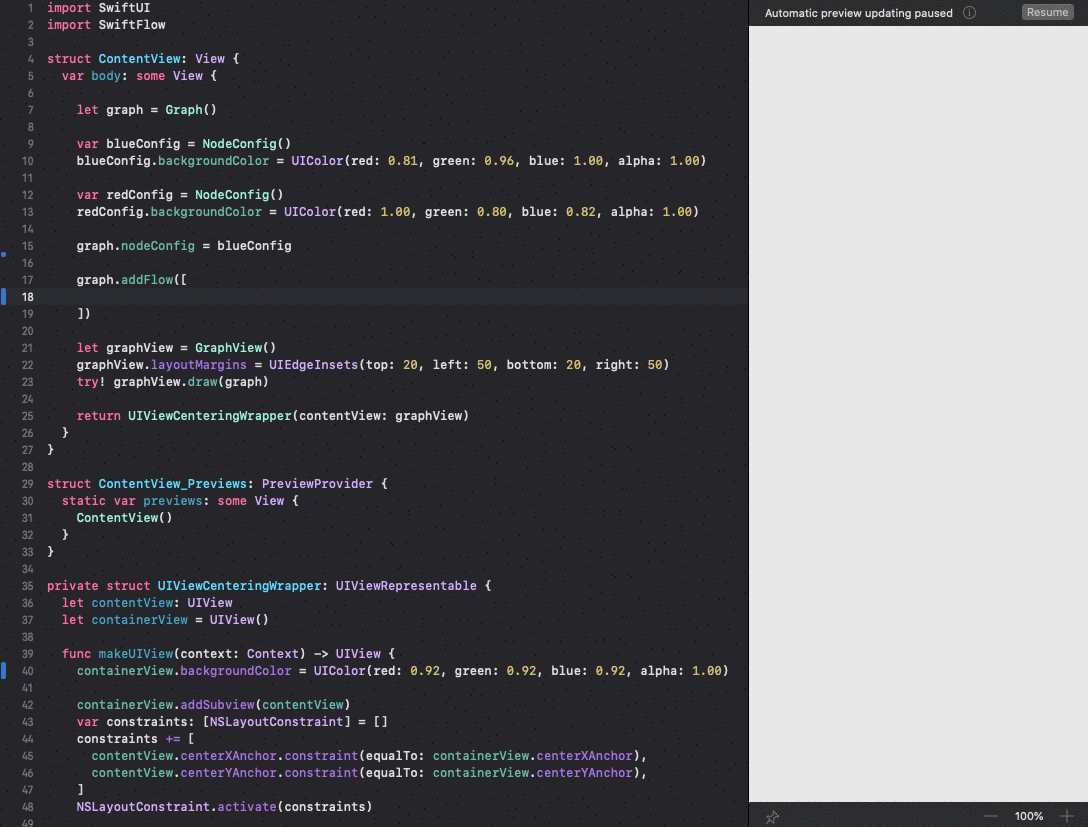 1 import SwiftUI
2 import SwiftFlow
3
4 struct ContentView: View {
5   var body: some View {
6
7     let graph = Graph()
8
9     var blueConfig = NodeConfig()
10     blueConfig.backgroundColor = UIColor(red: 0.81, green: 0.96, blue: 1.00, alpha: 1.00)
11
12     var redConfig = NodeConfig()
13     redConfig.backgroundColor = UIColor(red: 1.00, green: 0.80, blue: 0.82, alpha: 1.00)
14
15     graph.nodeConfig = blueConfig
16
17     graph.addFlow([
18
19     ])
20
21     let graphView = GraphView()
22     graphView.layoutMargins = UIEdgeInsets(top: 20, left: 50, bottom: 20, right: 50)
23     try! graphView.draw(graph)
24
25     return UIViewCenteringWrapper(contentView: graphView)
26   }
27 }
28
29 struct ContentView_Previews: PreviewProvider {
30   static var previews: some View {
31     ContentView()
32   }
33 }
34
35 private struct UIViewCenteringWrapper: UIViewRepresentable {
36   let contentView: UIView
37   let containerView = UIView()
38
39   func makeUIView(context: Context) -> UIView {
40     containerView.backgroundColor = UIColor(red: 0.92, green: 0.92, blue: 0.92, alpha: 1.00)
41
42     containerView.addSubview(contentView)
43     var constraints: [NSLayoutConstraint] = []
44     constraints += [
45       contentView.centerXAnchor.constraint(equalTo: containerView.centerXAnchor),
46       contentView.centerYAnchor.constraint(equalTo: containerView.centerYAnchor),
47     ]
48     NSLayoutConstraint.activate(constraints)
49
Automatic preview updating paused
Resume
100%